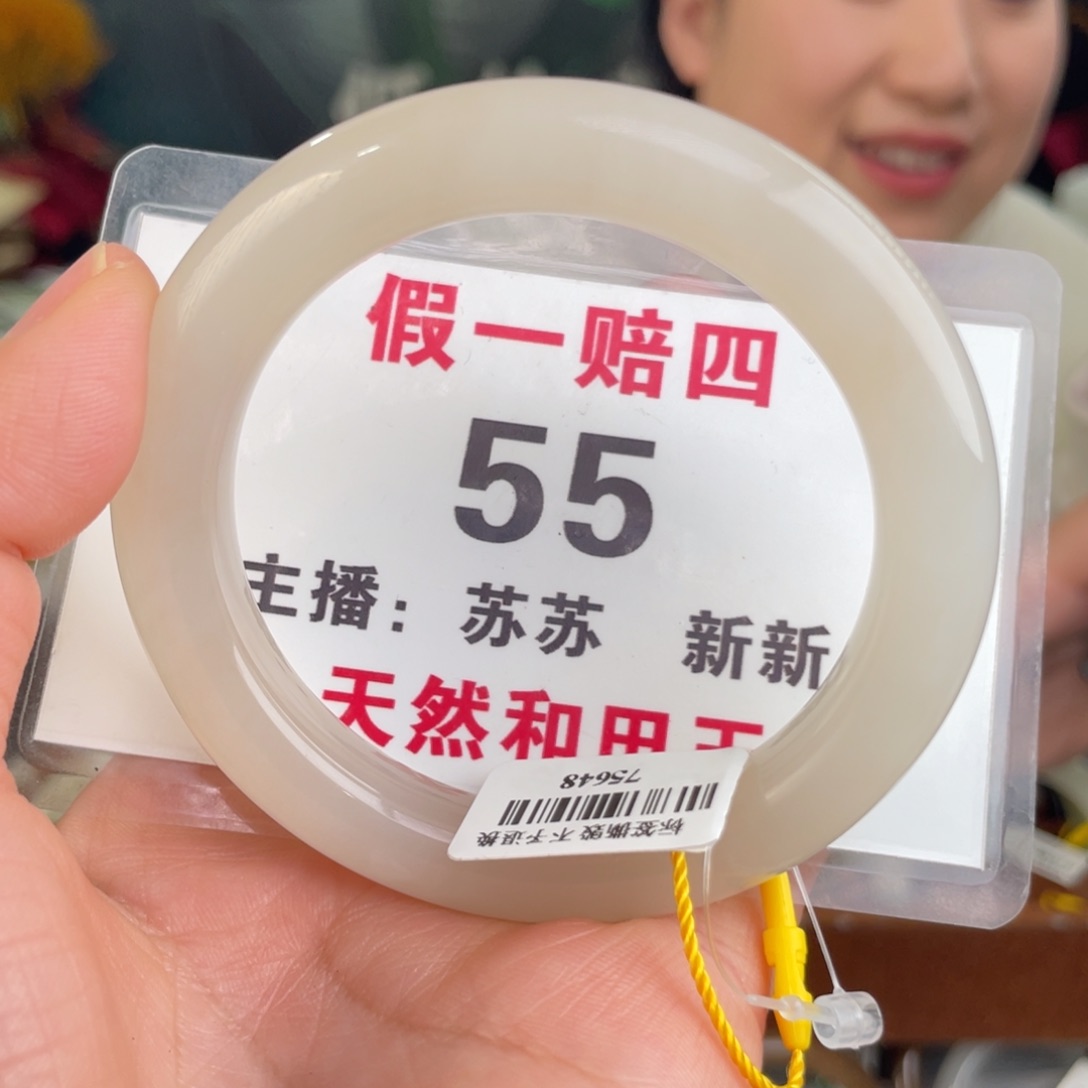 假一赔四
55
主播：苏苏 新新
天然和田玉
75648
标签撕毁 不予退换